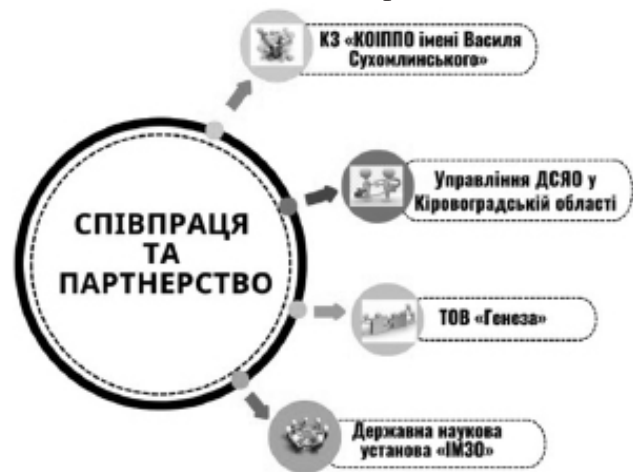 КЗ «КОІППО імені Василя
Сухомлинського»
Управління ДСЯО у
Кіровоградській області
СПІВПРАЦЯ
ТА
ПАРТНЕРСТВО
ТОВ «Генеза»
Державна наукова
установа «ІМЗО»